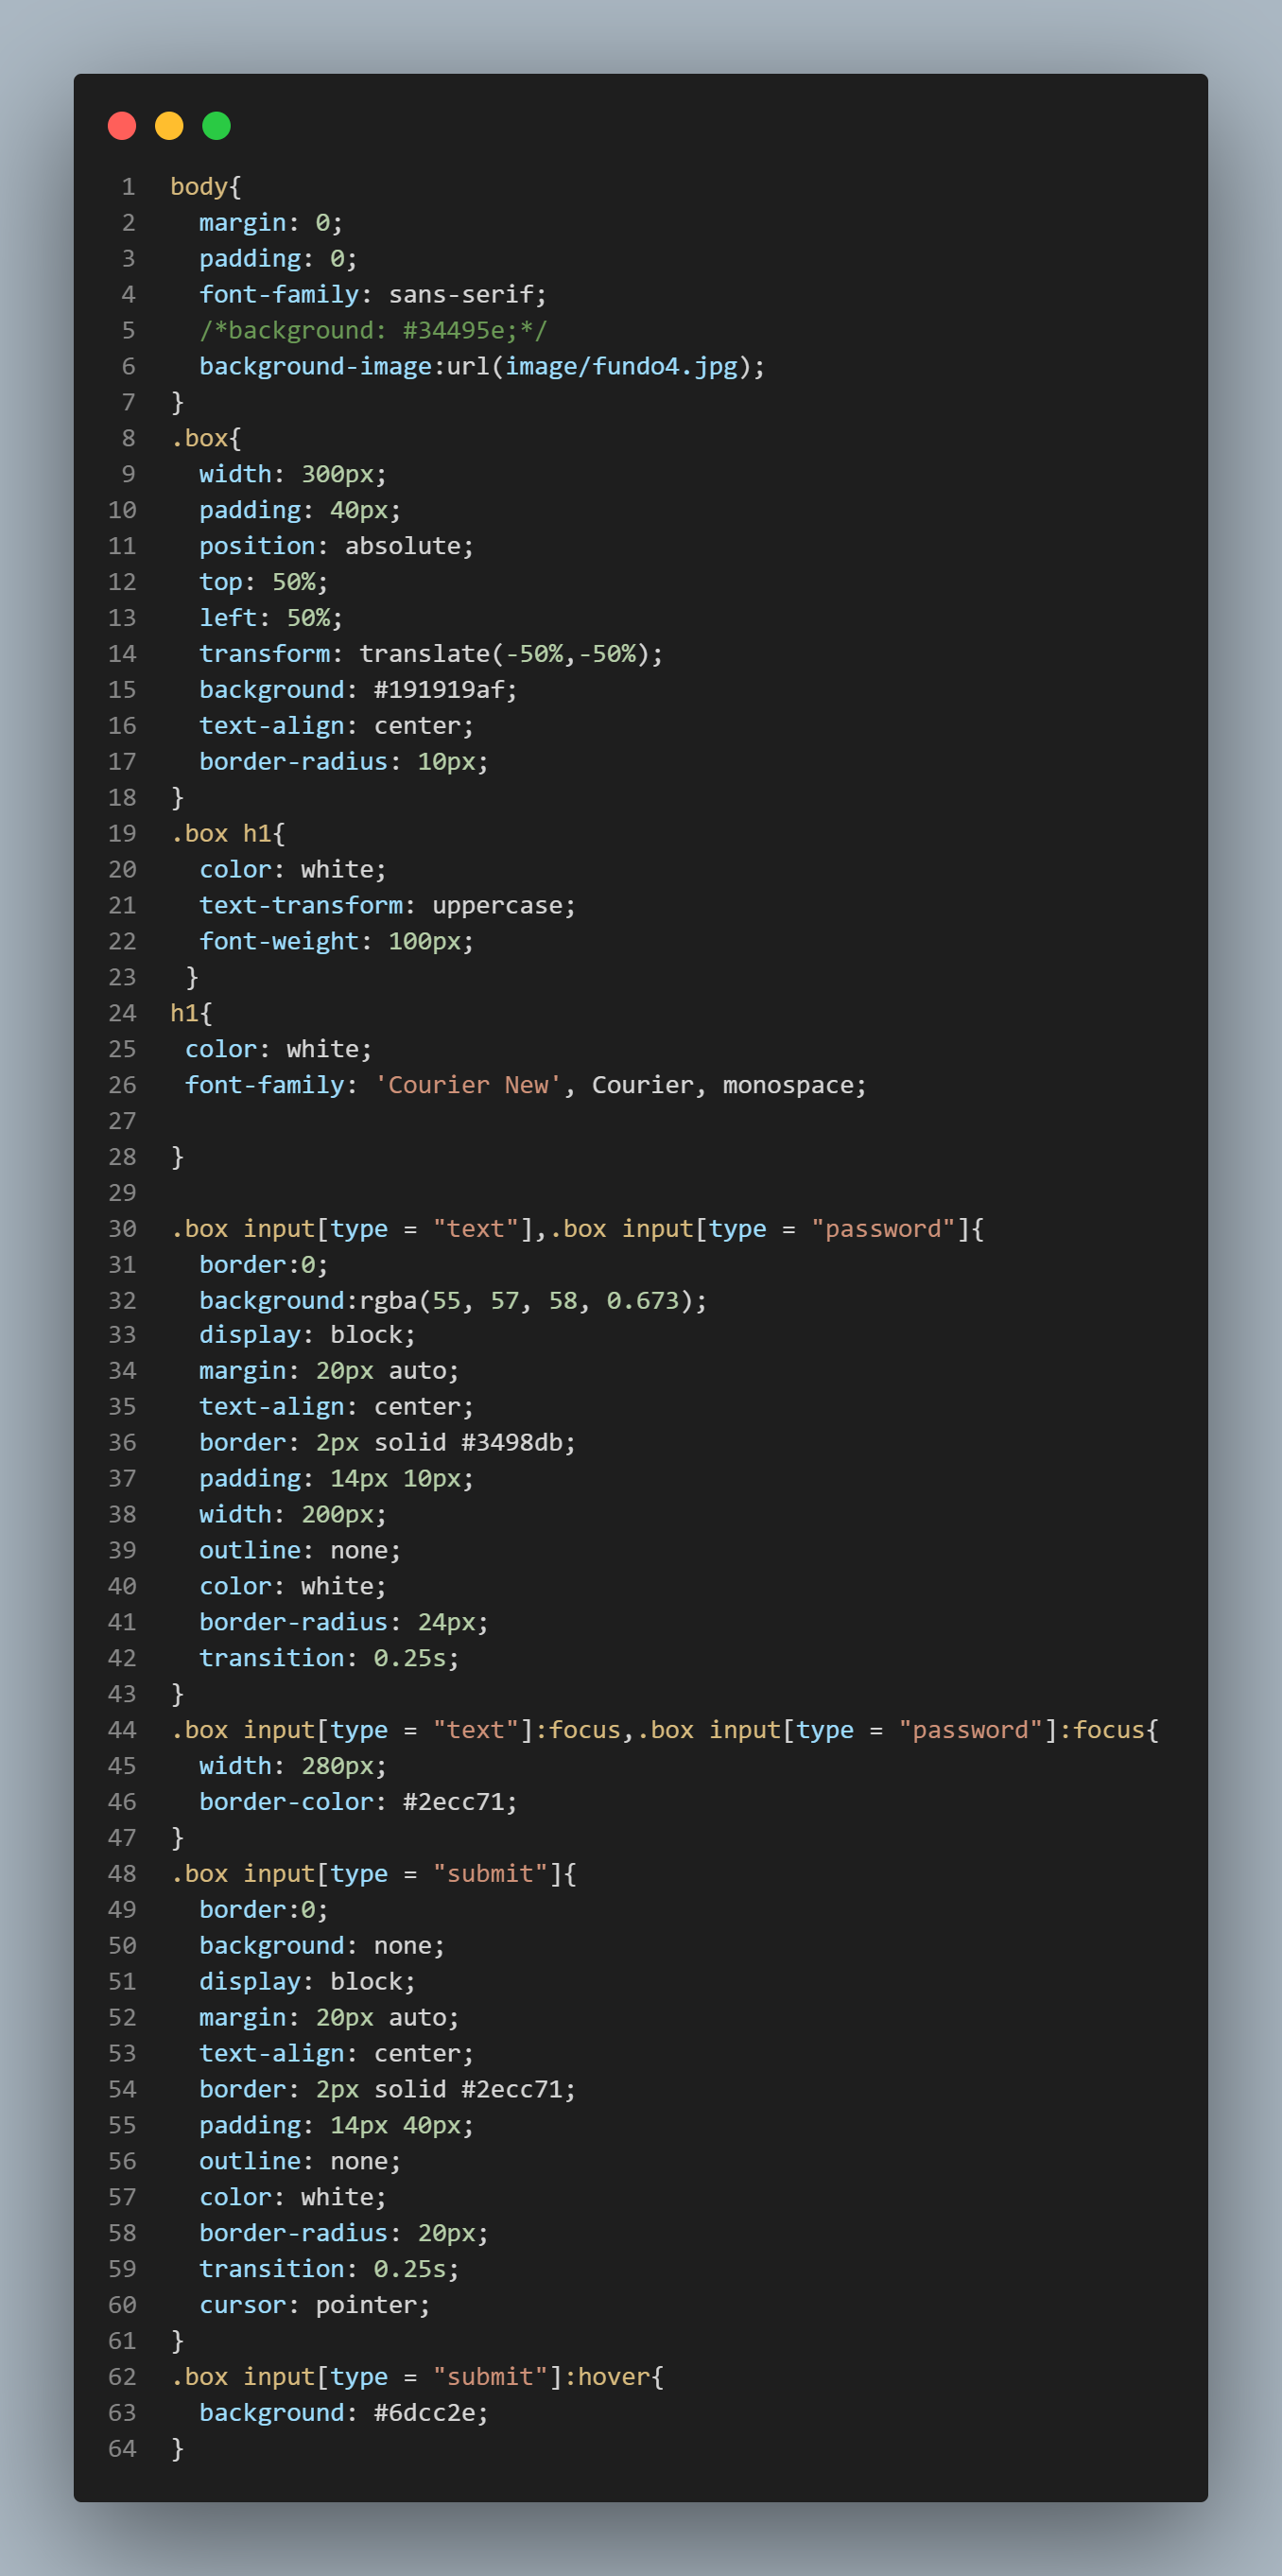 1 body{
2   margin: 0;
3   padding: 0;
4   font-family: sans-serif;
5   /*background: #34495e;*/
6   background-image:url(image/fundo4.jpg);
7 }
8 .box{
9   width: 300px;
10   padding: 40px;
11   position: absolute;
12   top: 50%;
13   left: 50%;
14   transform: translate(-50%,-50%);
15   background: #191919af;
16   text-align: center;
17   border-radius: 10px;
18 }
19 .box h1{
20   color: white;
21   text-transform: uppercase;
22   font-weight: 100px;
23  }
24 h1{
25  color: white;
26  font-family: 'Courier New', Courier, monospace;
27
28 }
29
30 .box input[type = "text"],.box input[type = "password"]{
31   border:0;
32   background:rgba(55, 57, 58, 0.673);
33   display: block;
34   margin: 20px auto;
35   text-align: center;
36   border: 2px solid #3498db;
37   padding: 14px 10px;
38   width: 200px;
39   outline: none;
40   color: white;
41   border-radius: 24px;
42   transition: 0.25s;
43 }
44 .box input[type = "text"]:focus,.box input[type = "password"]:focus{
45   width: 280px;
46   border-color: #2ecc71;
47 }
48 .box input[type = "submit"]{
49   border:0;
50   background: none;
51   display: block;
52   margin: 20px auto;
53   text-align: center;
54   border: 2px solid #2ecc71;
55   padding: 14px 40px;
56   outline: none;
57   color: white;
58   border-radius: 20px;
59   transition: 0.25s;
60   cursor: pointer;
61 }
62 .box input[type = "submit"]:hover{
63   background: #6dcc2e;
64 }